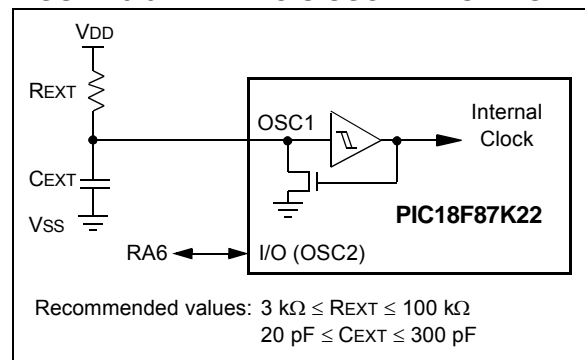 VDD
REXT
OSC1
Internal
Clock
CEXT
PIC18F87K22
VSS
RA6
I/O (OSC2)
Recommended values: 3 kΩ ≤ REXT ≤ 100 kΩ
20 pF ≤ CEXT ≤ 300 pF